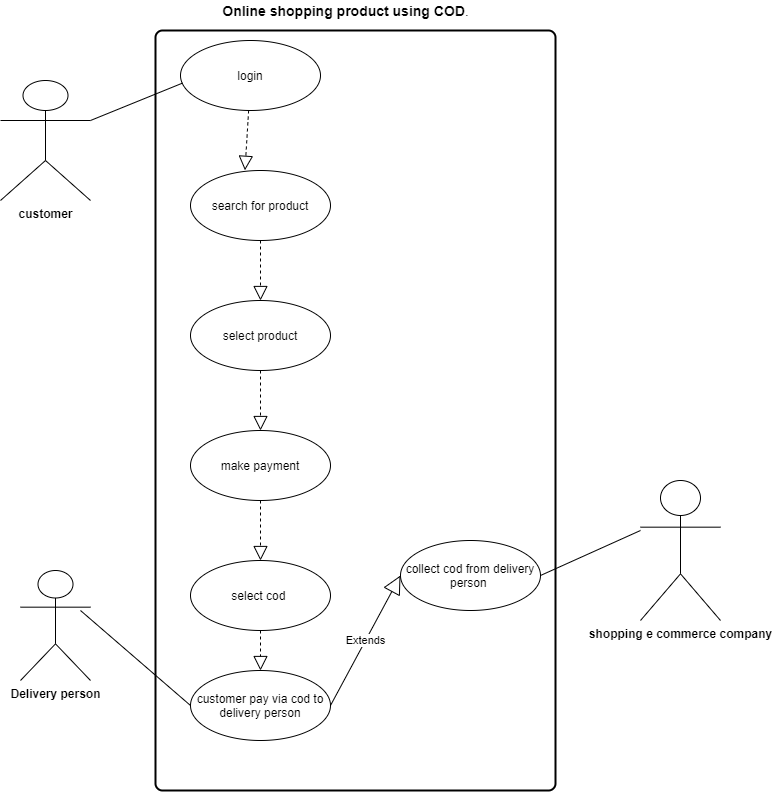 Online shopping product using COD.
login
customer
search for product
select product
make payment
select cod
collect cod from delivery
person
shopping e commerce company
Extends
Delivery person
customer pay via cod to
delivery person